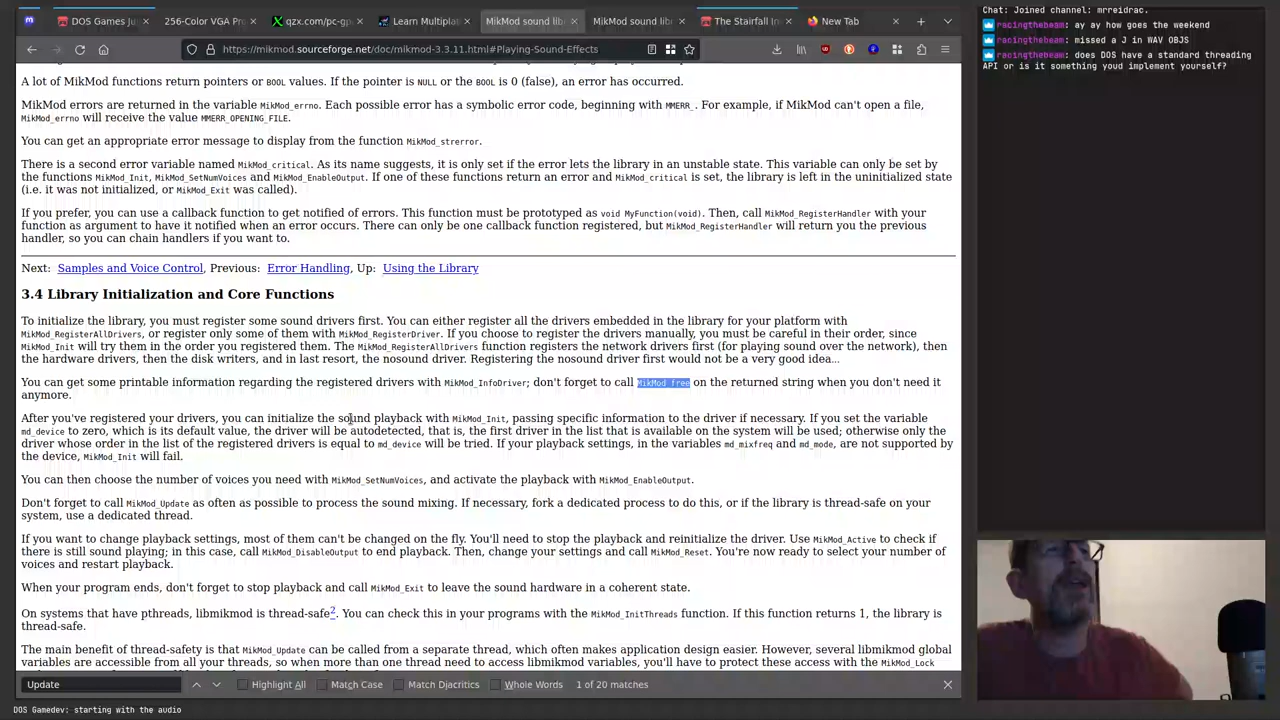 DOS Games Ju
256-Color VGA Pr
qzx.com/pc-gp
Learn Multiplat
MikMod sound lib
MikMod sound lib
The Stairfall In
New Tab
https://mikmod.sourceforge.net/doc/mikmod-3.3.11.html#Playing-Sound-Effects
A lot of MikMod functions return pointers or BOOL values. If the pointer is NULL or the BOOL is 0 (false), an error has occurred.
MikMod errors are returned in the variable MikMod_errno. Each possible error has a symbolic error code, beginning with MMERR_. For example, if MikMod can't open a file,
MikMod_errno will receive the value MMERR_OPENING_FILE.
You can get an appropriate error message to display from the function MikMod_strerror.
There is a second error variable named MikMod_critical. As its name suggests, it is only set if the error lets the library in an unstable state. This variable can only be set by
the functions MikMod_Init, MikMod_SetNumVoices and MikMod_EnableOutput. If one of these functions return an error and MikMod_critical is set, the library is left in the uninitialized state
(i.e. it was not initialized, or MikMod_Exit was called).
If you prefer, you can use a callback function to get notified of errors. This function must be prototyped as void MyFunction(void). Then, call MikMod_RegisterHandler with your
function as argument to have it notified when an error occurs. There can only be one callback function registered, but MikMod_RegisterHandler will return you the previous
handler, so you can chain handlers if you want to.
Next: Samples and Voice Control, Previous: Error Handling, Up: Using the Library
3.4 Library Initialization and Core Functions
To initialize the library, you must register some sound drivers first. You can either register all the drivers embedded in the library for your platform with
MikMod_RegisterAllDrivers, or register only some of them with MikMod_RegisterDriver. If you choose to register the drivers manually, you must be careful in their order, since
MikMod_Init will try them in the order you registered them. The MikMod_RegisterAllDrivers function registers the network drivers first (for playing sound over the network), then
the hardware drivers, then the disk writers, and in last resort, the nosound driver. Registering the nosound driver first would not be a very good idea...
You can get some printable information regarding the registered drivers with MikMod_InfoDriver; don't forget to call MikMod_free on the returned string when you don't need it
anymore.
After you've registered your drivers, you can initialize the sound playback with MikMod_Init, passing specific information to the driver if necessary. If you set the variable
md_device to zero, which is its default value, the driver will be autodetected, that is, the first driver in the list that is available on the system will be used; otherwise only the
driver whose order in the list of the registered drivers is equal to md_device will be tried. If your playback settings, in the variables md_mixfreq and md_mode, are not supported by
the device, MikMod_Init will fail.
You can then choose the number of voices you need with MikMod_SetNumVoices, and activate the playback with MikMod_EnableOutput.
Don't forget to call MikMod_Update as often as possible to process the sound mixing. If necessary, fork a dedicated process to do this, or if the library is thread-safe on your
system, use a dedicated thread.
If you want to change playback settings, most of them can't be changed on the fly. You'll need to stop the playback and reinitialize the driver. Use MikMod_Active to check if
there is still sound playing; in this case, call MikMod_DisableOutput to end playback. Then, change your settings and call MikMod_Reset. You're now ready to select your number of
voices and restart playback.
When your program ends, don't forget to stop playback and call MikMod_Exit to leave the sound hardware in a coherent state.
On systems that have pthreads, libmikmod is thread-safe2. You can check this in your programs with the MikMod_InitThreads function. If this function returns 1, the library is
thread-safe.
The main benefit of thread-safety is that MikMod_Update can be called from a separate thread, which often makes application design easier. However, several libmikmod global
variables are accessible from all your threads, so when more than one thread need to access libmikmod variables, you'll have to protect these access with the MikMod_Lock
Update
Highlight All
Match Case
Match Diacritics
Whole Words
1 of 20 matches
DOS Gamedev: starting with the audio
Chat: Joined channel: mrreidrac.
racingthebeam: ay ay how goes the weekend
racingthebeam: missed a J in WAV OBJS
racingthebeam: does DOS have a standard threading
API or is it something youd implement yourself?